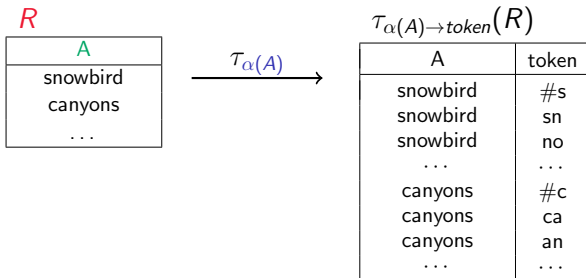 R
A
snowbird
canyons
...
τα(A)
τα(A)→token(R)
A token
snowbird #s
snowbird sn
snowbird no
... ...
canyons #c
canyons ca
canyons an
... ...